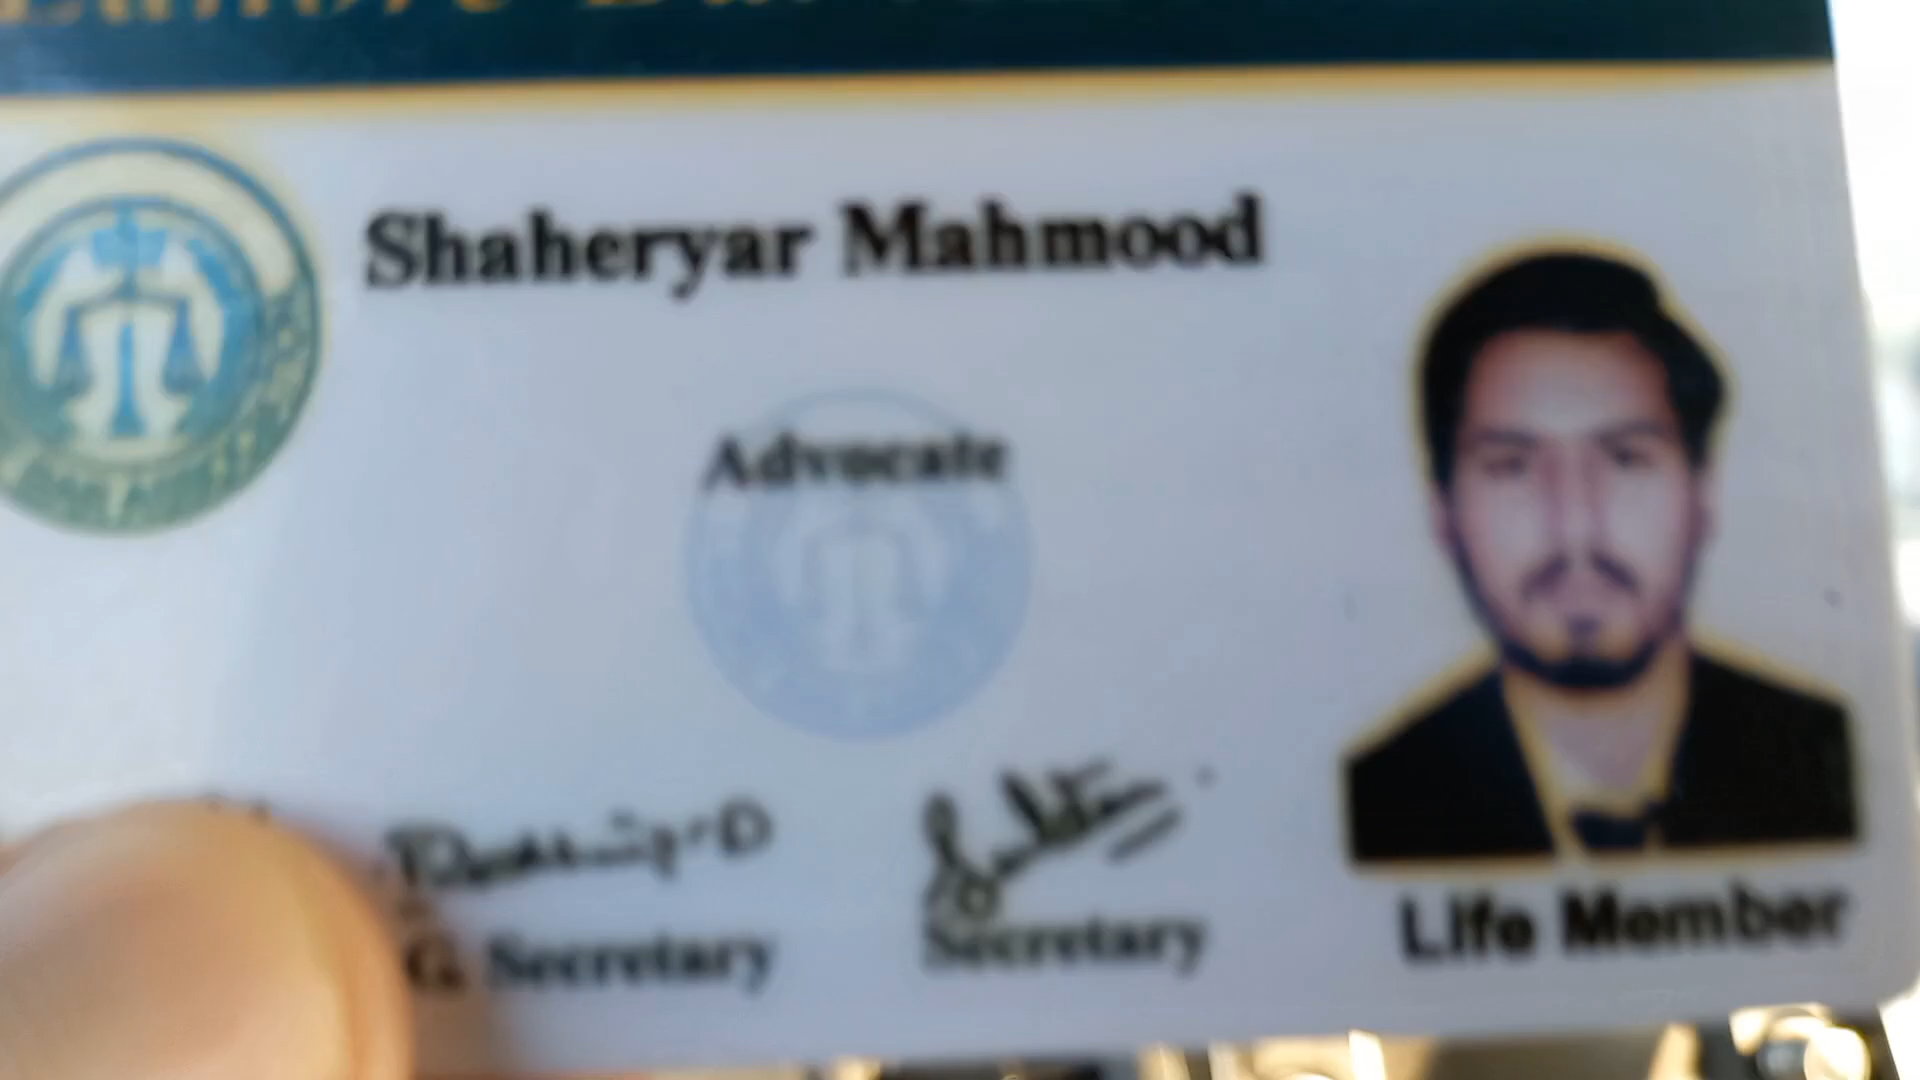 Shaheryar Mahmood
Advocate
G. Secretary
Secretary
Life Member